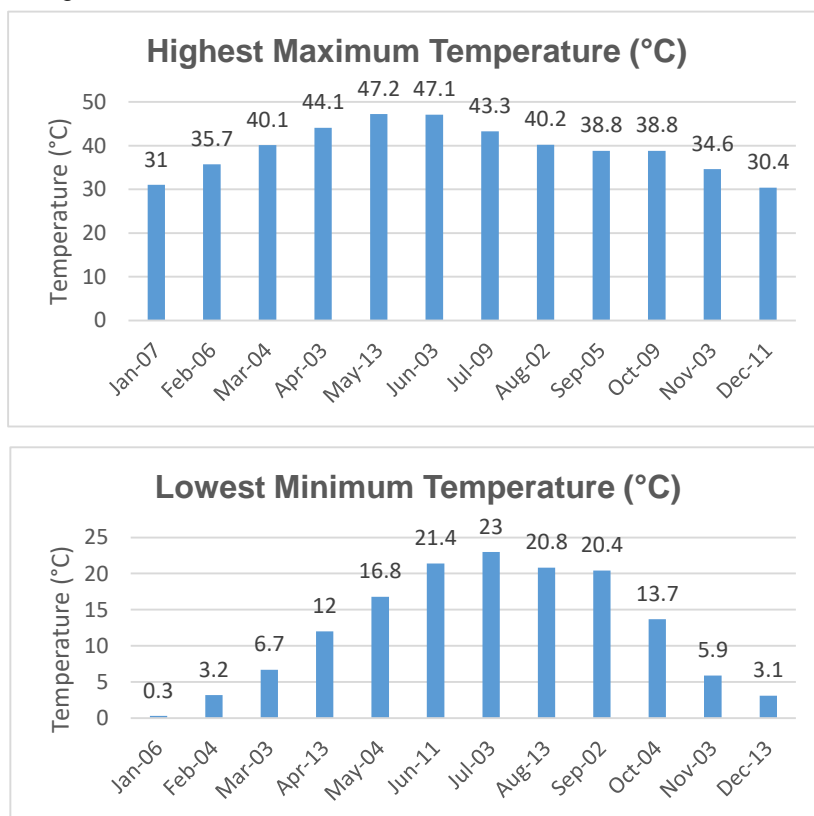 Highest Maximum Temperature (°C)
Temperature (°C)
50
40
30
20
10
0
31
35.7
40.1
44.1
47.2
47.1
43.3
40.2
38.8
38.8
34.6
30.4
Jan-07
Feb-06
Mar-04
Apr-03
May-13
Jun-03
Jul-09
Aug-02
Sep-05
Oct-09
Nov-03
Dec-11
Lowest Minimum Temperature (°C)
Temperature (°C)
25
20
15
10
5
0
0.3
3.2
6.7
12
16.8
21.4
23
20.8
20.4
13.7
5.9
3.1
Jan-06
Feb-04
Mar-03
Apr-13
May-04
Jun-11
Jul-03
Aug-13
Sep-02
Oct-04
Nov-03
Dec-13